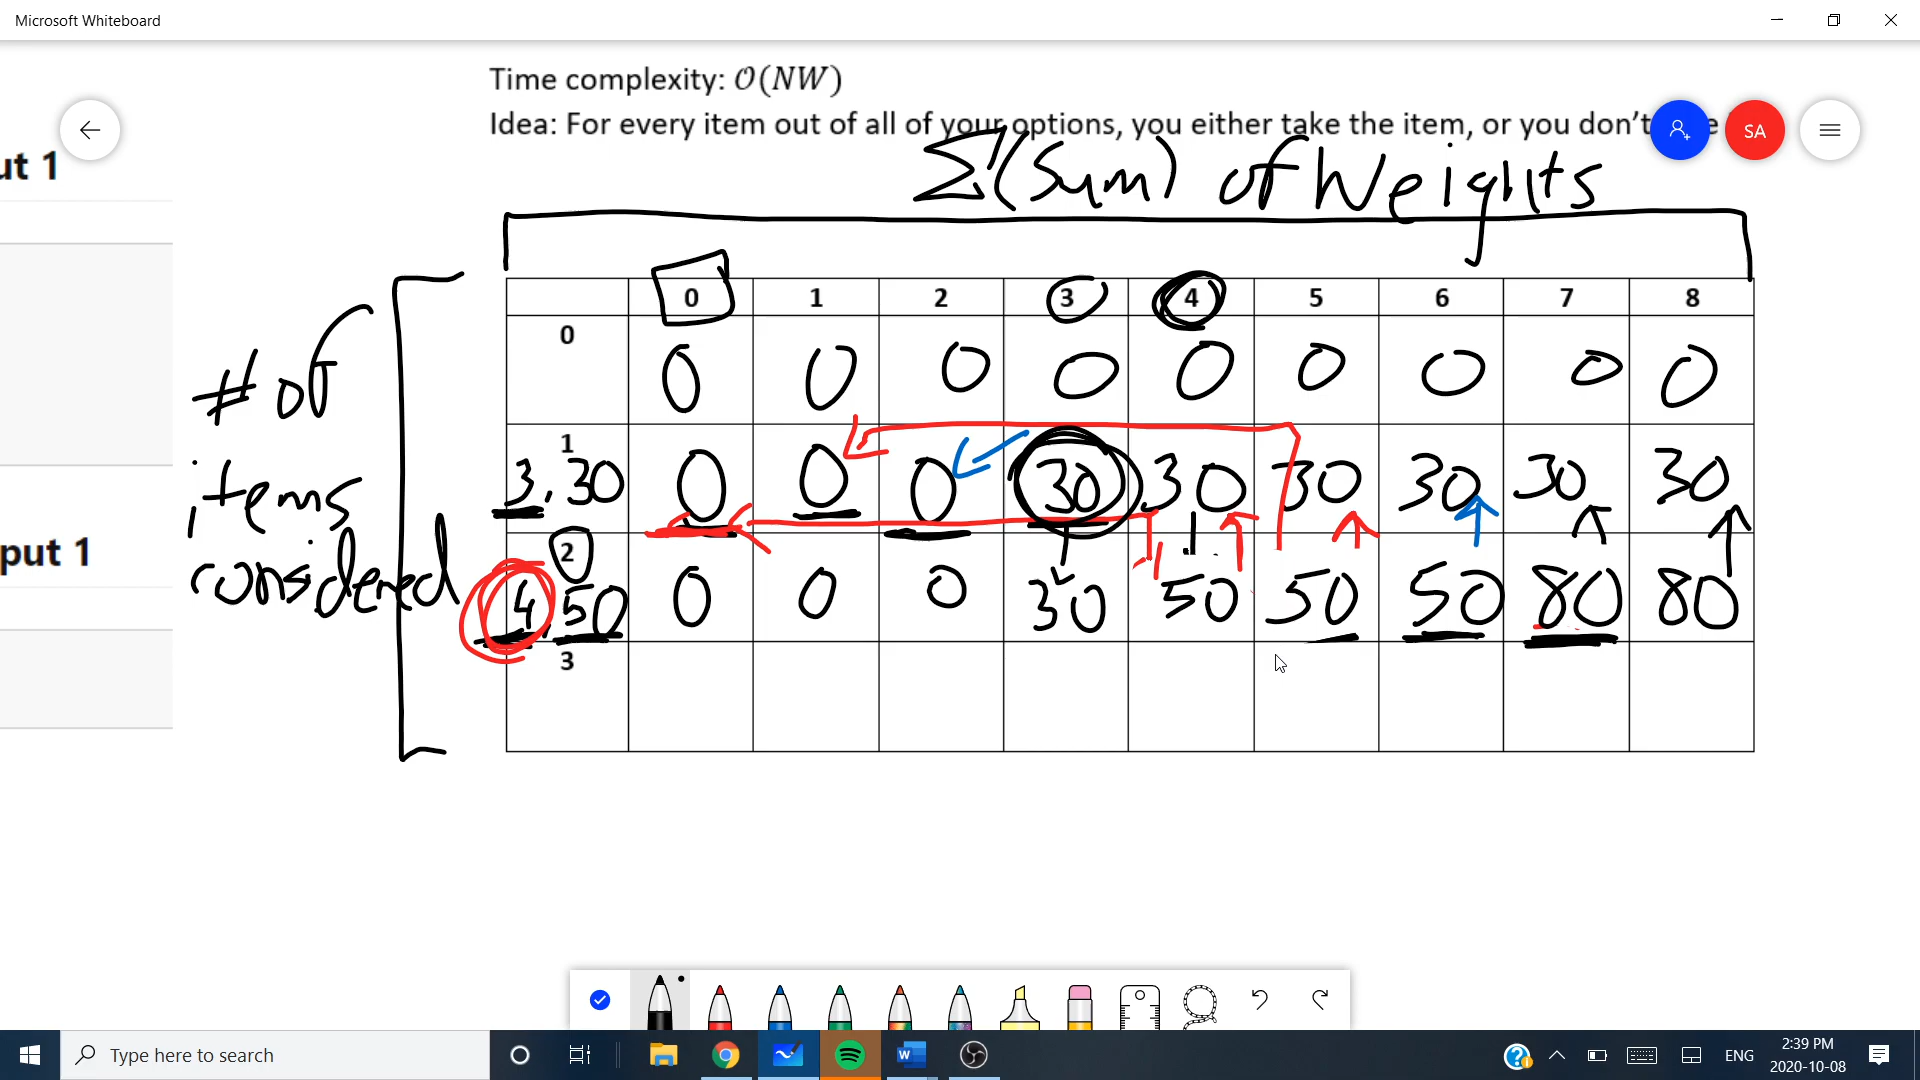 Microsoft Whiteboard
Time complexity: 𝒪(NW)
Idea: For every item out of all of your options, you either take the item, or you don't
SA
ut 1
Σ(Sum) of Weights
0 1 2 3 4 5 6 7 8
0
0 0 0 0 0 0 0 0 0
# of
items
considered
1
3,30 0 0 0 30 30 30 30 30 30
put 1
2
4,50 0 0 0 30 50 50 50 80 80
3
Type here to search
ENG
2:39 PM
2020-10-08